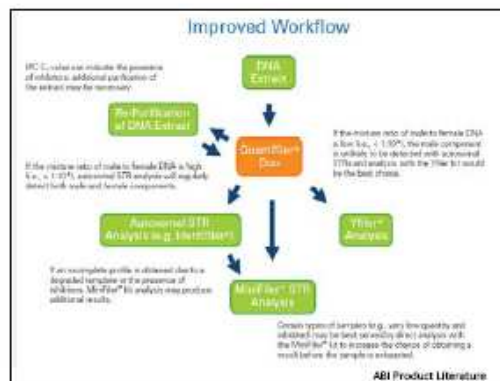 Improved Workflow
IPC Cₜ value can indicate the presence
of inhibitors; additional purification of
the extract may be necessary.
DNA
Extract
Re-Purification
of DNA Extract
Quantifiler®
Duo
If the mixture ratio of male to female DNA
is low (i.e., < 1:10), the male component
is unlikely to be detected with autosomal
STRs and analysis with the Yfiler kit would
be the best choice.
If the mixture ratio of male to female DNA is high
autosomal STR analysis will regularly
detect both male and female components.
Autosomal STR
Analysis (e.g. Identifiler®)
Yfiler®
Analysis
If an incomplete profile is obtained due to a
degraded template or the presence of
inhibitors, MiniFiler® kit analysis may produce
additional results.
MiniFiler® STR
Analysis
Certain types of samples (e.g., very low quantity and
inhibited) may be best served by direct analysis with
the MiniFiler® kit to increase the chance of obtaining a
result before the sample is exhausted.
ABI Product Literature